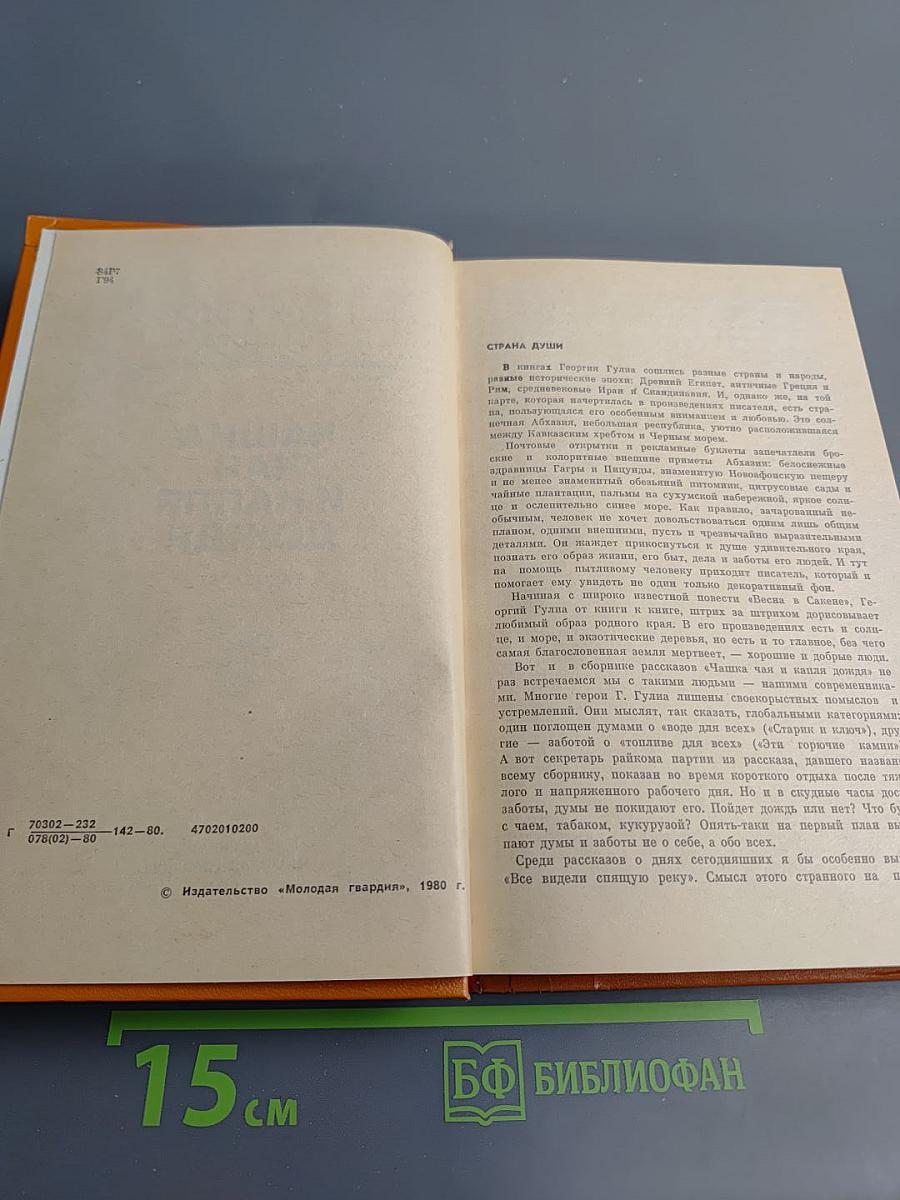 84Р7
Г94
Г 70302—232
078(02)—80 —142—80. 4702010200
© Издательство «Молодая гвардия», 1980 г.
СТРАНА ДУШИ
В книгах Георгия Гулиа сошлись разные страны и народы,
разные исторические эпохи: Древний Египет, античные Греция и
Рим, средневековые Иран и Скандинавия. И, однако же, на той
карте, которая начертилась в произведениях писателя, есть стра-
на, пользующаяся его особенным вниманием и любовью. Это сол-
нечная Абхазия, небольшая республика, уютно расположившаяся
между Кавказским хребтом и Черным морем.
Почтовые открытки и рекламные буклеты запечатлели бро-
ские и колоритные внешние приметы Абхазии: белоснежные
здравницы Гагры и Пицунды, знаменитую Новоафонскую пещеру
и не менее знаменитый обезьяний питомник, цитрусовые сады и
чайные плантации, пальмы на сухумской набережной, яркое солн-
це и ослепительно синее море. Как правило, зачарованный не-
обычным, человек не хочет довольствоваться одним лишь общим
планом, одними внешними, пусть и чрезвычайно выразительными
деталями. Он жаждет прикоснуться к душе удивительного края,
познать его образ жизни, его быт, дела и заботы его людей. И тут
на помощь пытливому человеку приходит писатель, который и
помогает ему увидеть не один только декоративный фон.
Начиная с широко известной повести «Весна в Сакене», Ге-
оргий Гулиа от книги к книге, штрих за штрихом дорисовывает
любимый образ родного края. В его произведениях есть и солн-
це, и море, и экзотические деревья, но есть и то главное, без чего
самая благословенная земля мертвеет, — хорошие и добрые люди.
Вот и в сборнике рассказов «Чашка чая и капля дождя» не
раз встречаемся мы с такими людьми — нашими современника-
ми. Многие герои Г. Гулиа лишены своекорыстных помыслов и
устремлений. Они мыслят, так сказать, глобальными категориями:
один поглощен думами о «воде для всех» («Старик и ключ»), дру-
гие — заботой о «топливе для всех» («Эти горючие камни»
А вот секретарь райкома партии из рассказа, давшего назван
всему сборнику, показан во время короткого отдыха после тяж
лого и напряженного рабочего дня. Но и в скудные часы дос
заботы, думы не покидают его. Пойдет дождь или нет? Что бу
с чаем, табаком, кукурузой? Опять-таки на первый план вы
пают думы и заботы не о себе, а обо всех.
Среди рассказов о днях сегодняшних я бы особенно вы
«Все видели спящую реку». Смысл этого странного на п
15 см
БФ БИБЛИОФАН